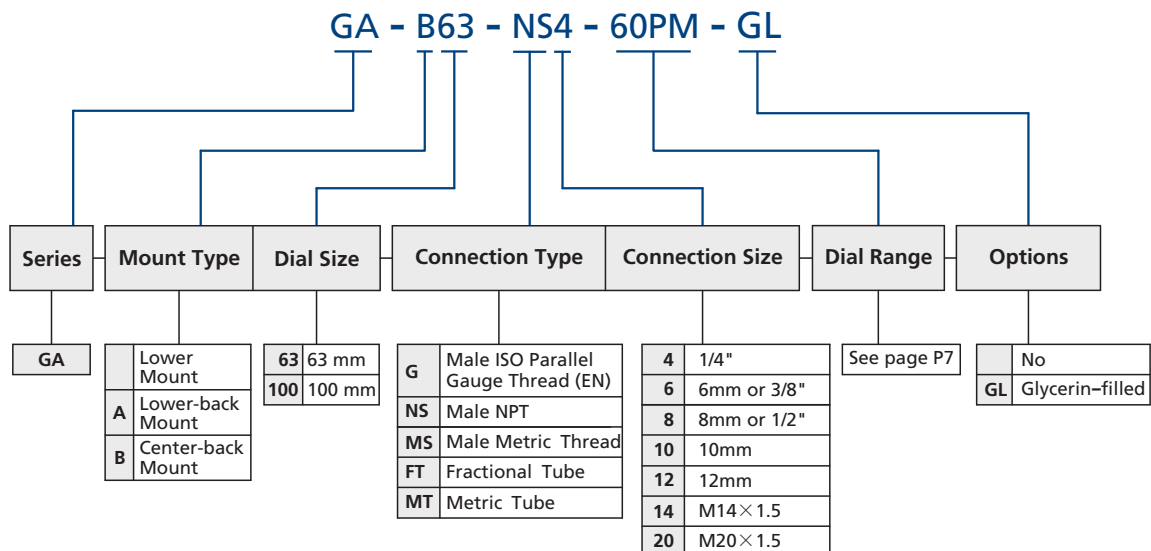 GA - B63 - NS4 - 60PM - GL
Series
Mount Type
Dial Size
Connection Type
Connection Size
Dial Range
Options
GA
Lower
Mount
A Lower-back
Mount
B Center-back
Mount
63 63 mm
100 100 mm
G Male ISO Parallel
Gauge Thread (EN)
NS Male NPT
MS Male Metric Thread
FT Fractional Tube
MT Metric Tube
4 1/4"
6 6mm or 3/8"
8 8mm or 1/2"
10 10mm
12 12mm
14 M14×1.5
20 M20×1.5
See page P7
No
GL Glycerin-filled